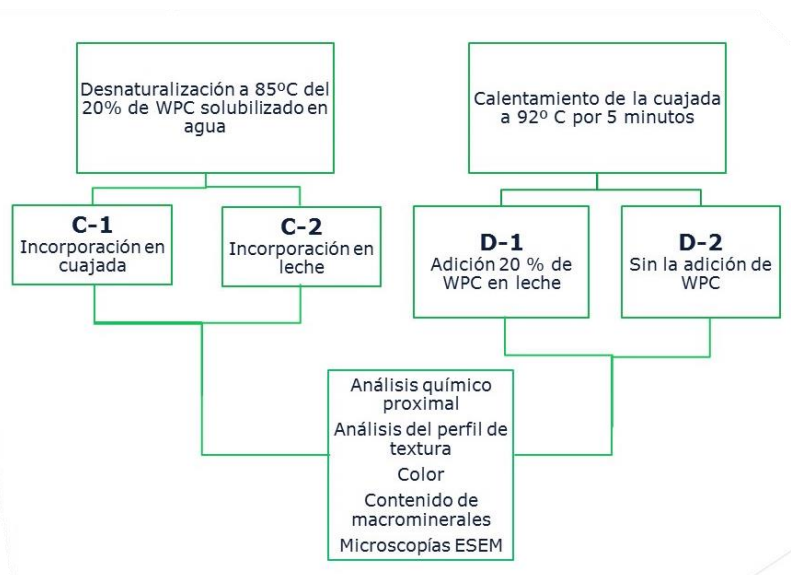 Desnaturalización a 85ºC del
20% de WPC solubilizado en
agua
Calentamiento de la cuajada
a 92º C por 5 minutos
C-1
Incorporación en
cuajada
C-2
Incorporación en
leche
D-1
Adición 20 % de
WPC en leche
D-2
Sin la adición de
WPC
Análisis químico
proximal
Análisis del perfil de
textura
Color
Contenido de
macrominerales
Microscopías ESEM